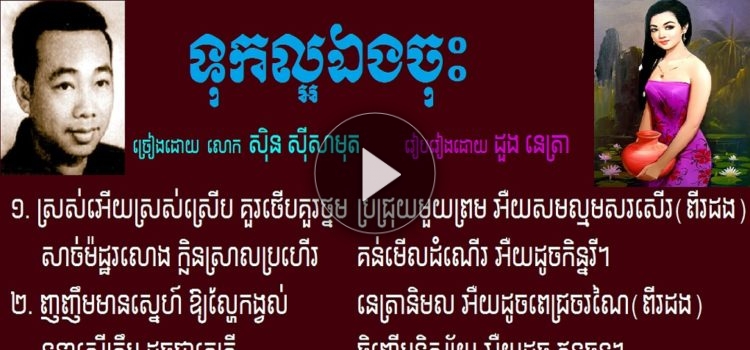 ទុកល្អឯងចុះ
ច្រៀងដោយ លោក ស៊ិន ស៊ីសាមុត រៀបរៀងដោយ ដួង នេត្រា
១. ស្រស់អើយស្រស់ស្រើប គួរថើបគួរថ្នម ប្រជ្រុយមួយព្រម អឺយសមល្មមសរសើរ(ពីរដង)
សាច់ម៉ដ្ឋរលោង ក្លិនស្រាលប្រហើរ គន់មើលដំណើរ អឺយដូចកិន្នរី។
២. ញញឹមមានស្នេហ៍ ឱ្យស្ពៃកង្វល់ នេត្រានិមល អឺយដូចពេជ្រចរណៃ(ពីរដង)